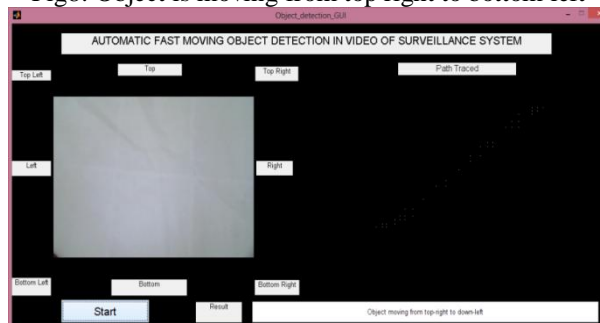 Fig6. Object is moving from top right to bottom left
Object_detection_GUI
AUTOMATIC FAST MOVING OBJECT DETECTION IN VIDEO OF SURVEILLANCE SYSTEM
Top Left
Top
Top Right
Path Traced
Left
Right
Bottom Left
Bottom
Bottom Right
Start
Result
Object moving from top-right to down-left